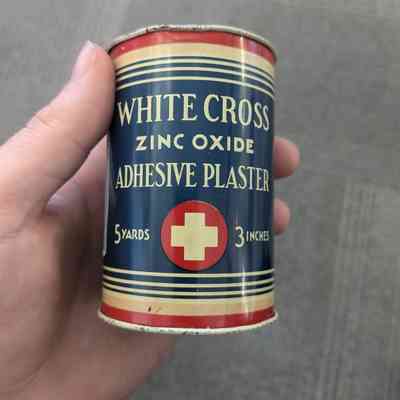 WHITE CROSS
ZINC OXIDE
ADHESIVE PLASTER
5 YARDS 3 INCHES